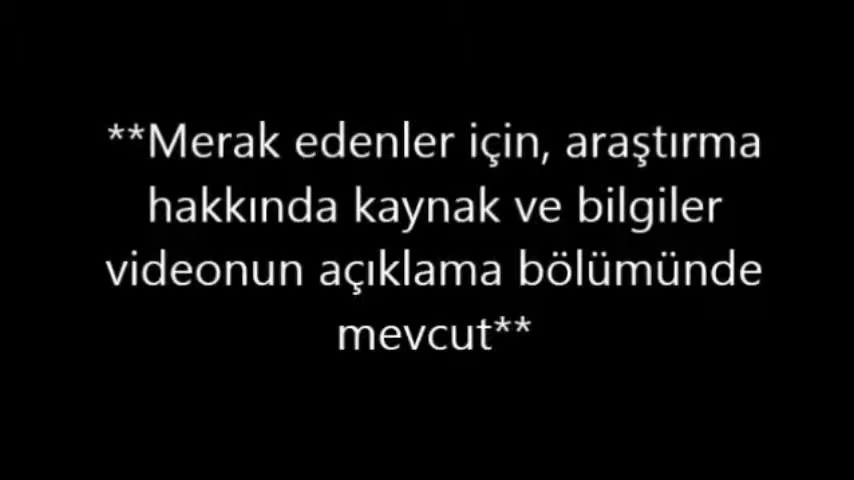 **Merak edenler için, araştırma
hakkında kaynak ve bilgiler
videonun açıklama bölümünde
mevcut**